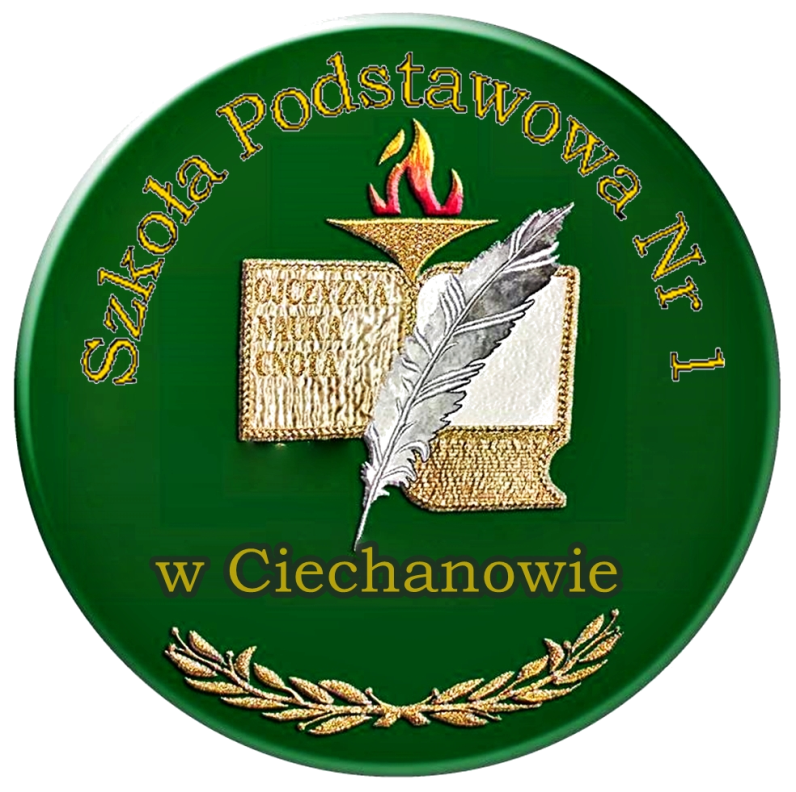 Szkoła Podstawowa Nr 1
OJCZYZNA
NAUKA
CNOTA
w Ciechanowie